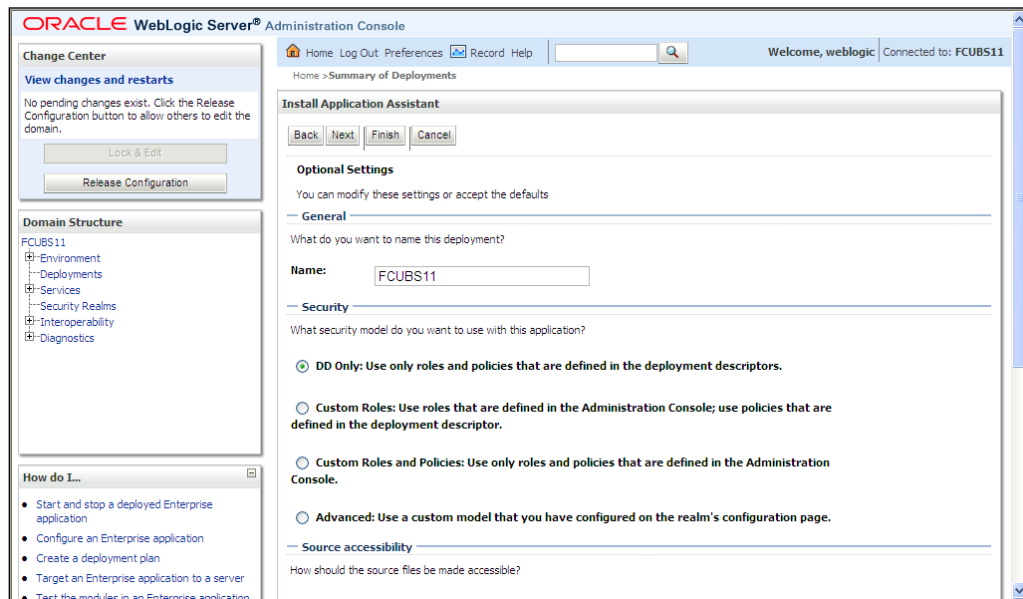 ORACLE WebLogic Server® Administration Console
Change Center
View changes and restarts
No pending changes exist. Click the Release
Configuration button to allow others to edit the
domain.
Lock & Edit
Release Configuration
Domain Structure
FCUBS11
Environment
Deployments
Services
Security Realms
Interoperability
Diagnostics
How do I...
Start and stop a deployed Enterprise
application
Configure an Enterprise application
Create a deployment plan
Target an Enterprise application to a server
Test the modules in an Enterprise application
Home Log Out Preferences Record Help
Welcome, weblogic Connected to: FCUBS11
Home >Summary of Deployments
Install Application Assistant
Back Next Finish Cancel
Optional Settings
You can modify these settings or accept the defaults
General
What do you want to name this deployment?
Name: FCUBS11
Security
What security model do you want to use with this application?
DD Only: Use only roles and policies that are defined in the deployment descriptors.
Custom Roles: Use roles that are defined in the Administration Console; use policies that are
defined in the deployment descriptor.
Custom Roles and Policies: Use only roles and policies that are defined in the Administration
Console.
Advanced: Use a custom model that you have configured on the realm's configuration page.
Source accessibility
How should the source files be made accessible?